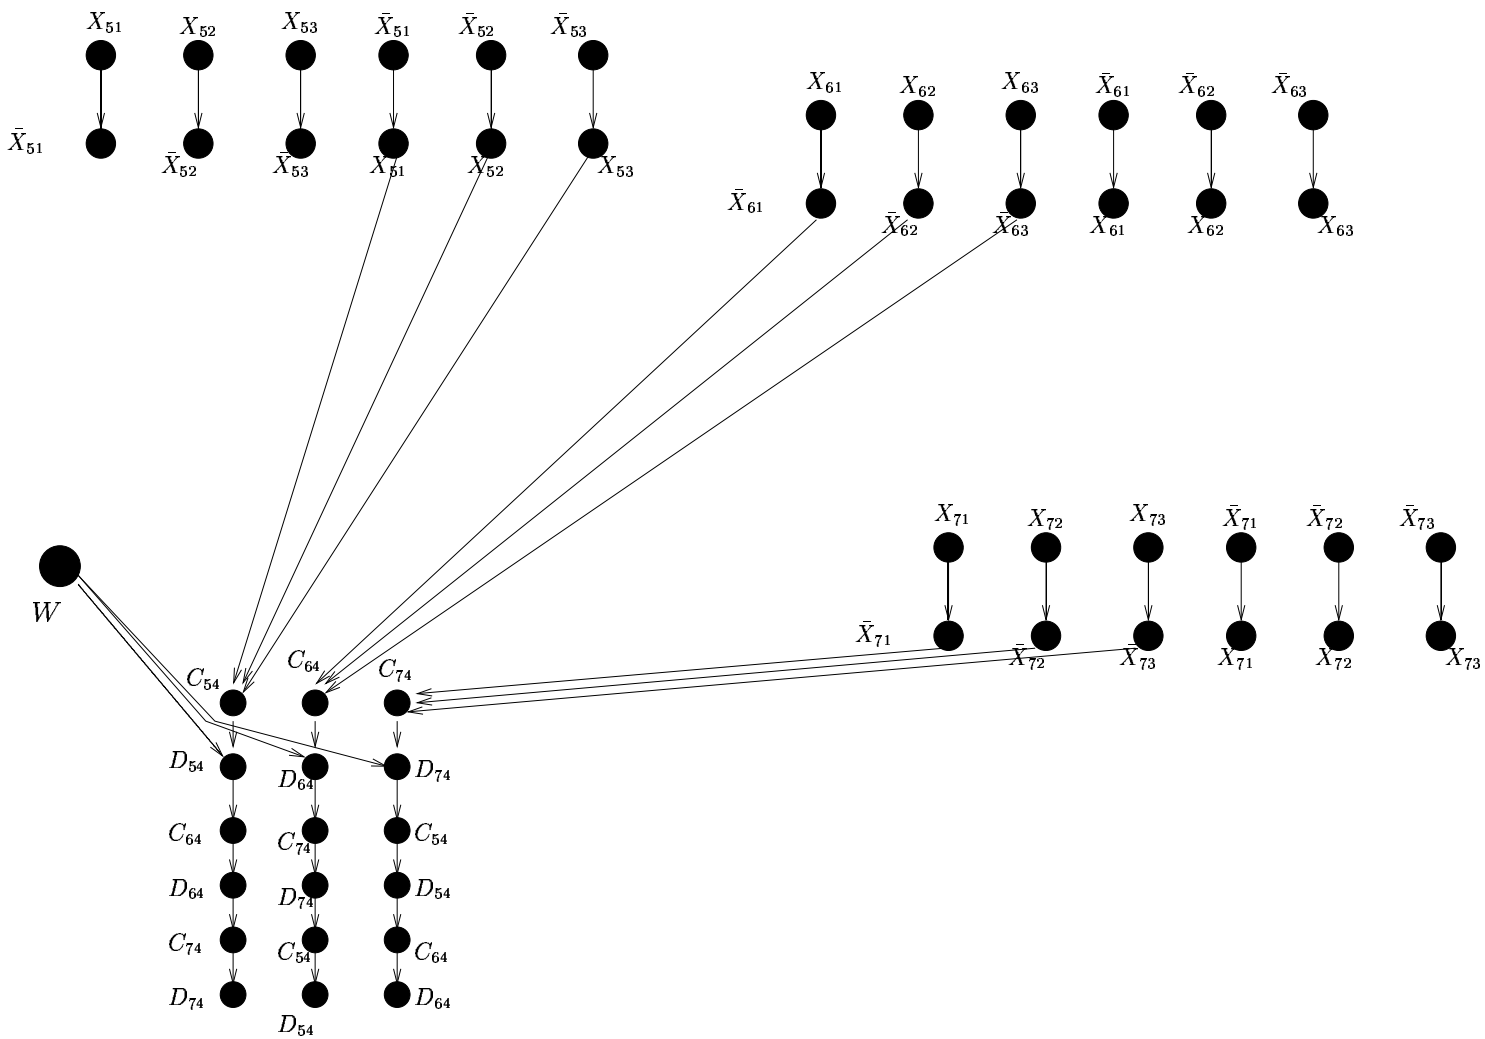 X₅₁ X₅₂ X₅₃ X̄₅₁ X̄₅₂ X̄₅₃
X̄₅₁ X̄₅₂ X̄₅₃ X₅₁ X₅₂ X₅₃
X₆₁ X₆₂ X₆₃ X̄₆₁ X̄₆₂ X̄₆₃
X̄₆₁ X̄₆₂ X̄₆₃ X₆₁ X₆₂ X₆₃
X₇₁ X₇₂ X₇₃ X̄₇₁ X̄₇₂ X̄₇₃
X̄₇₁ X̄₇₂ X̄₇₃ X₇₁ X₇₂ X₇₃
W
C₅₄ C₆₄ C₇₄
D₅₄ D₆₄ D₇₄
C₆₄ C₇₄ C₅₄
D₆₄ D₇₄ D₅₄
C₇₄ C₅₄ C₆₄
D₇₄ D₅₄ D₆₄